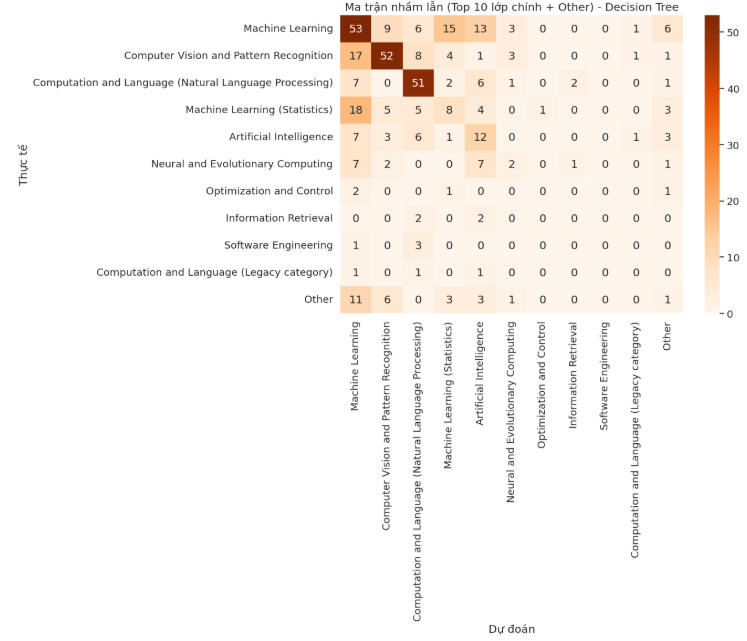 Ma trận nhầm lẫn (Top 10 lớp chính + Other) - Decision Tree
Thực tế
Machine Learning 53 9 6 15 13 3 0 0 0 1 6
Computer Vision and Pattern Recognition 17 52 8 4 1 3 0 0 0 1 1
Computation and Language (Natural Language Processing) 7 0 51 2 6 1 0 2 0 0 1
Machine Learning (Statistics) 18 5 5 8 4 0 1 0 0 0 3
Artificial Intelligence 7 3 6 1 12 0 0 0 0 1 3
Neural and Evolutionary Computing 7 2 0 0 7 2 0 1 0 0 1
Optimization and Control 2 0 0 1 0 0 0 0 0 0 1
Information Retrieval 0 0 2 0 2 0 0 0 0 0 0
Software Engineering 1 0 3 0 0 0 0 0 0 0 0
Computation and Language (Legacy category) 1 0 1 0 1 0 0 0 0 0 0
Other 11 6 0 3 3 1 0 0 0 0 1
Machine Learning
Computer Vision and Pattern Recognition
Computation and Language (Natural Language Processing)
Machine Learning (Statistics)
Artificial Intelligence
Neural and Evolutionary Computing
Optimization and Control
Information Retrieval
Software Engineering
Computation and Language (Legacy category)
Other
Dự đoán
50
40
30
20
10
0